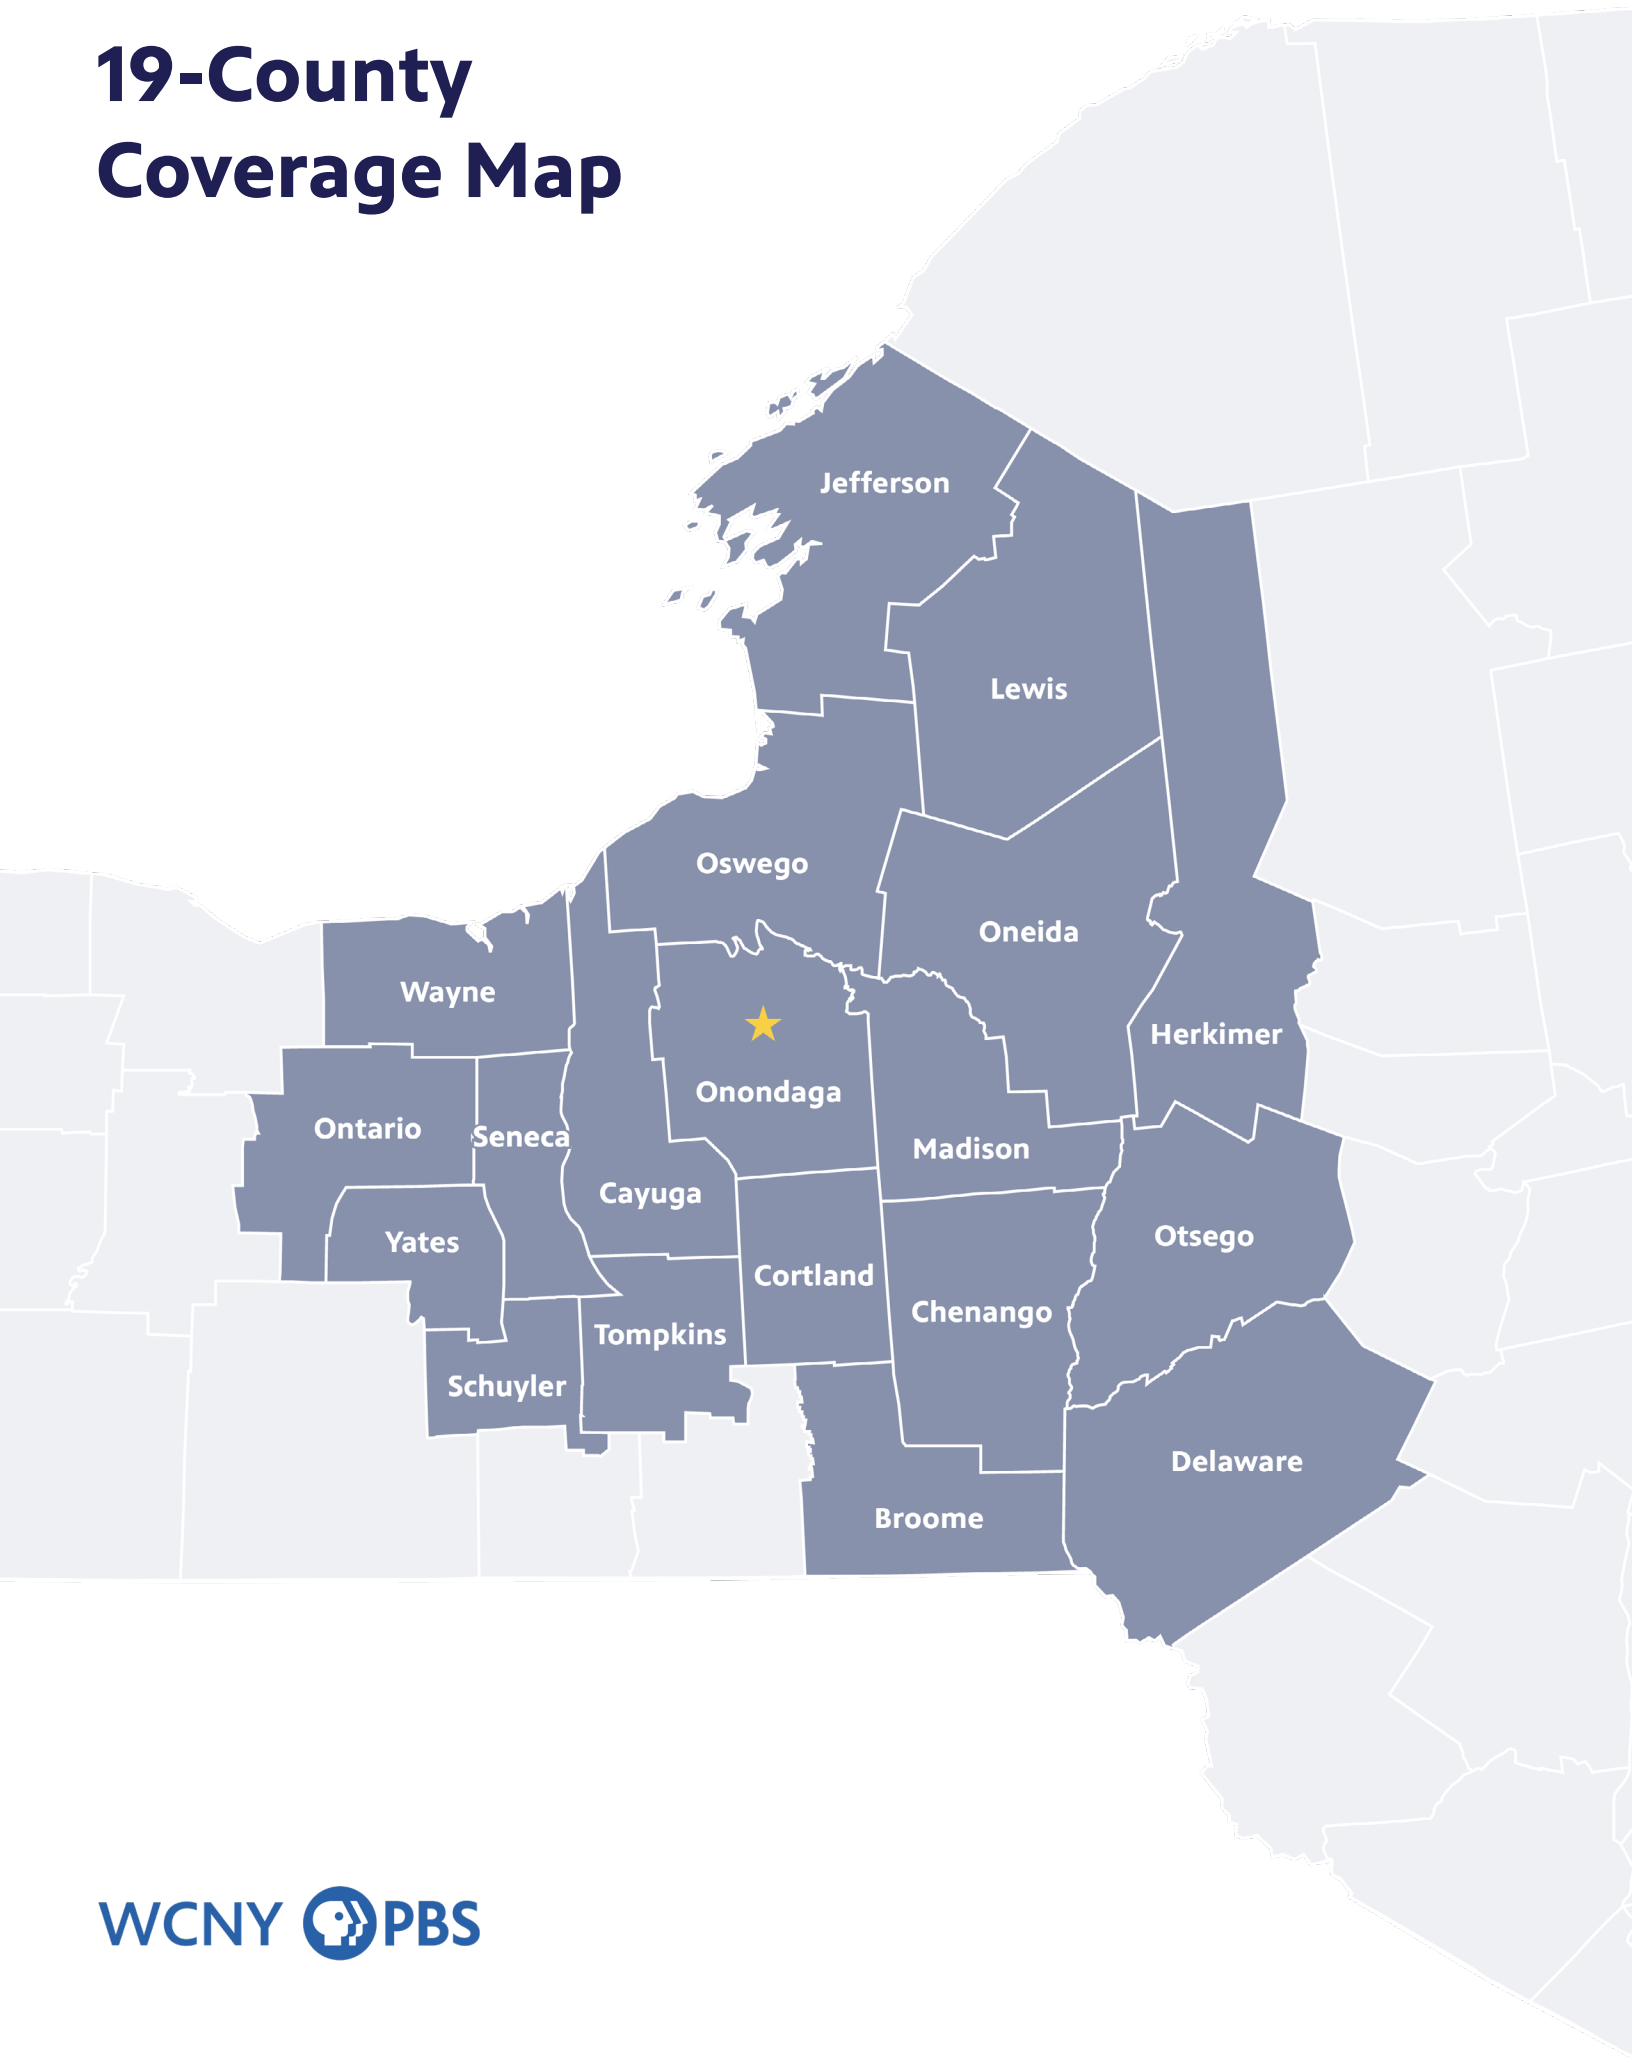 19-County
Coverage Map
Jefferson
Lewis
Oswego
Oneida
Wayne
Herkimer
Onondaga
Ontario
Seneca
Madison
Cayuga
Otsego
Yates
Cortland
Chenango
Tompkins
Schuyler
Delaware
Broome
WCNY PBS